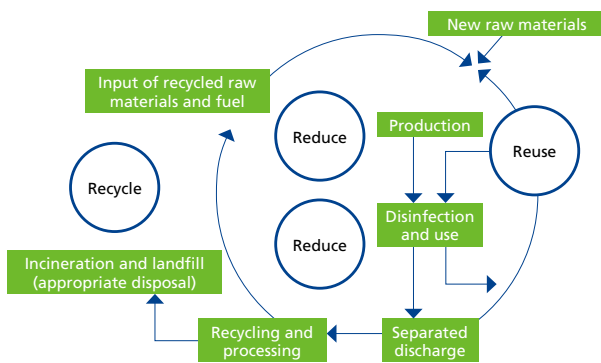 New raw materials
Input of recycled raw
materials and fuel
Reduce
Production
Reuse
Recycle
Disinfection
and use
Reduce
Incineration and landfill
(appropriate disposal)
Recycling and
processing
Separated
discharge